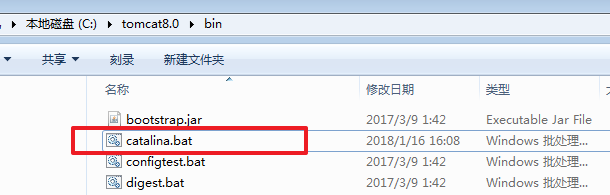 本地磁盘 (C:) ▸ tomcat8.0 ▸ bin
共享 ▼ 刻录 新建文件夹
名称 修改日期 类型
bootstrap.jar 2017/3/9 1:42 Executable Jar File
catalina.bat 2018/1/16 16:08 Windows 批处理...
configtest.bat 2017/3/9 1:42 Windows 批处理...
digest.bat 2017/3/9 1:42 Windows 批处理...